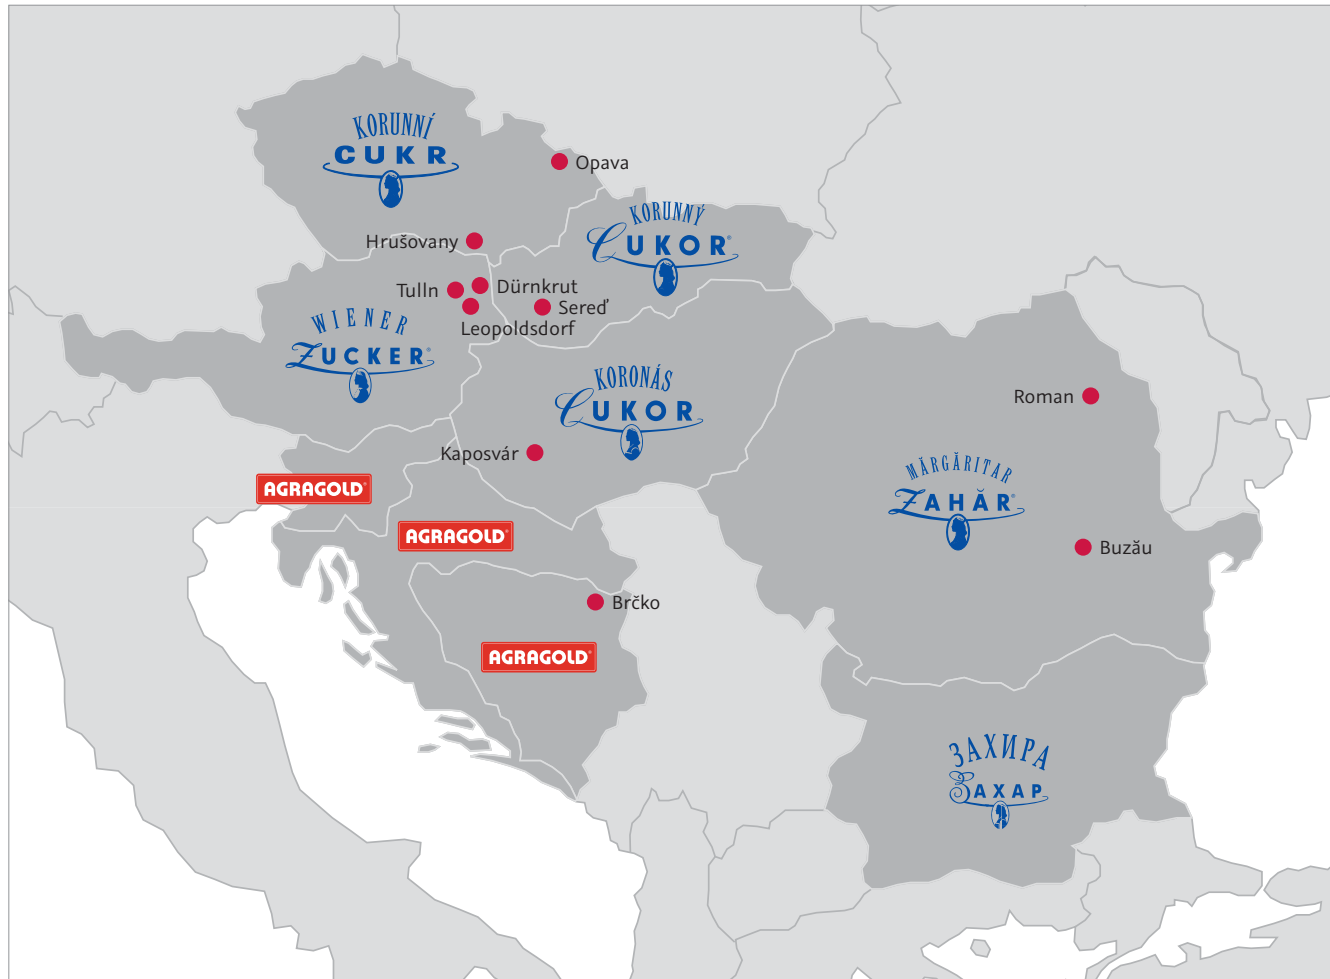 KORUNNÍ
CUKR
Opava
KORUNNÝ
CUKOR®
Hrušovany
Dürnkrut
Tulln
Sereď
Leopoldsdorf
WIENER
ZUCKER®
KORONÁS
CUKOR®
Roman
Kaposvár
MĂRGĂRITAR
ZAHĂR®
AGRAGOLD®
AGRAGOLD®
Buzău
Brčko
AGRAGOLD®
ЗАХИРА
ЗАХАР